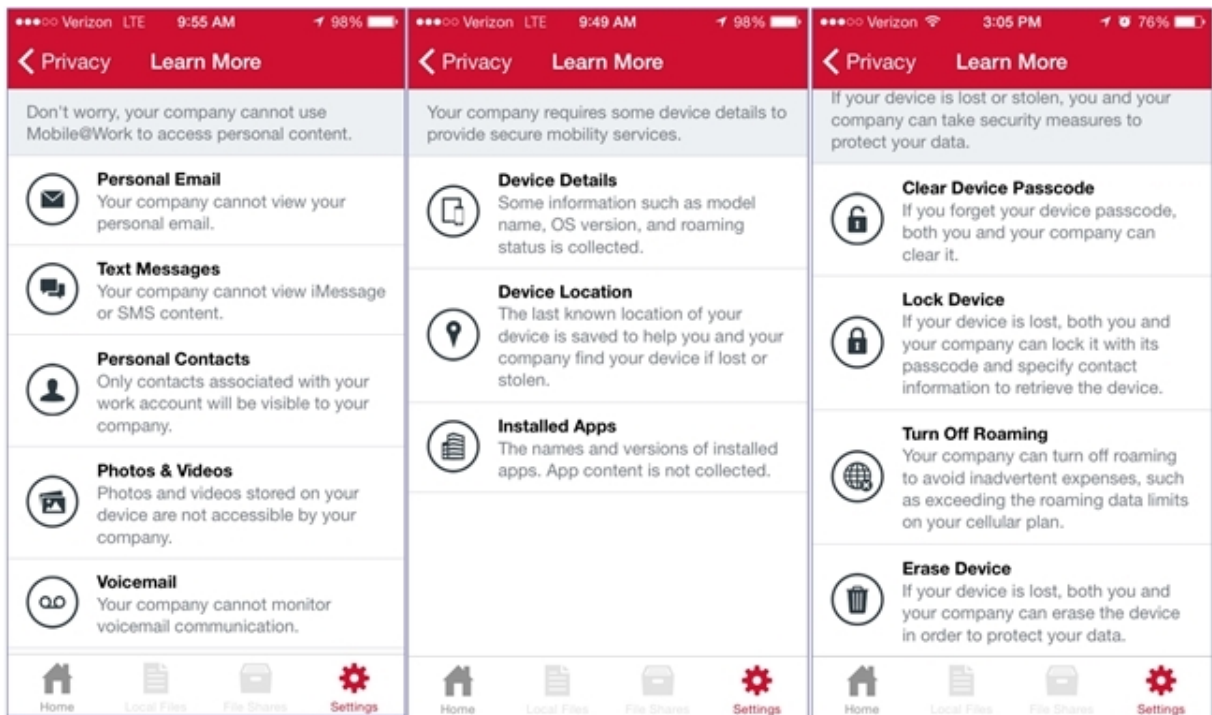 Verizon LTE 9:55 AM 98%
Privacy Learn More
Don't worry, your company cannot use
Mobile@Work to access personal content.
Personal Email
Your company cannot view your
personal email.
Text Messages
Your company cannot view iMessage
or SMS content.
Personal Contacts
Only contacts associated with your
work account will be visible to your
company.
Photos & Videos
Photos and videos stored on your
device are not accessible by your
company.
Voicemail
Your company cannot monitor
voicemail communication.
Home Local Files File Shares Settings
Verizon LTE 9:49 AM 98%
Privacy Learn More
Your company requires some device details to
provide secure mobility services.
Device Details
Some information such as model
name, OS version, and roaming
status is collected.
Device Location
The last known location of your
device is saved to help you and your
company find your device if lost or
stolen.
Installed Apps
The names and versions of installed
apps. App content is not collected.
Home Local Files File Shares Settings
Verizon 3:05 PM 76%
Privacy Learn More
If your device is lost or stolen, you and your
company can take security measures to
protect your data.
Clear Device Passcode
If you forget your device passcode,
both you and your company can
clear it.
Lock Device
If your device is lost, both you and
your company can lock it with its
passcode and specify contact
information to retrieve the device.
Turn Off Roaming
Your company can turn off roaming
to avoid inadvertent expenses, such
as exceeding the roaming data limits
on your cellular plan.
Erase Device
If your device is lost, both you and
your company can erase the device
in order to protect your data.
Home Local Files File Shares Settings